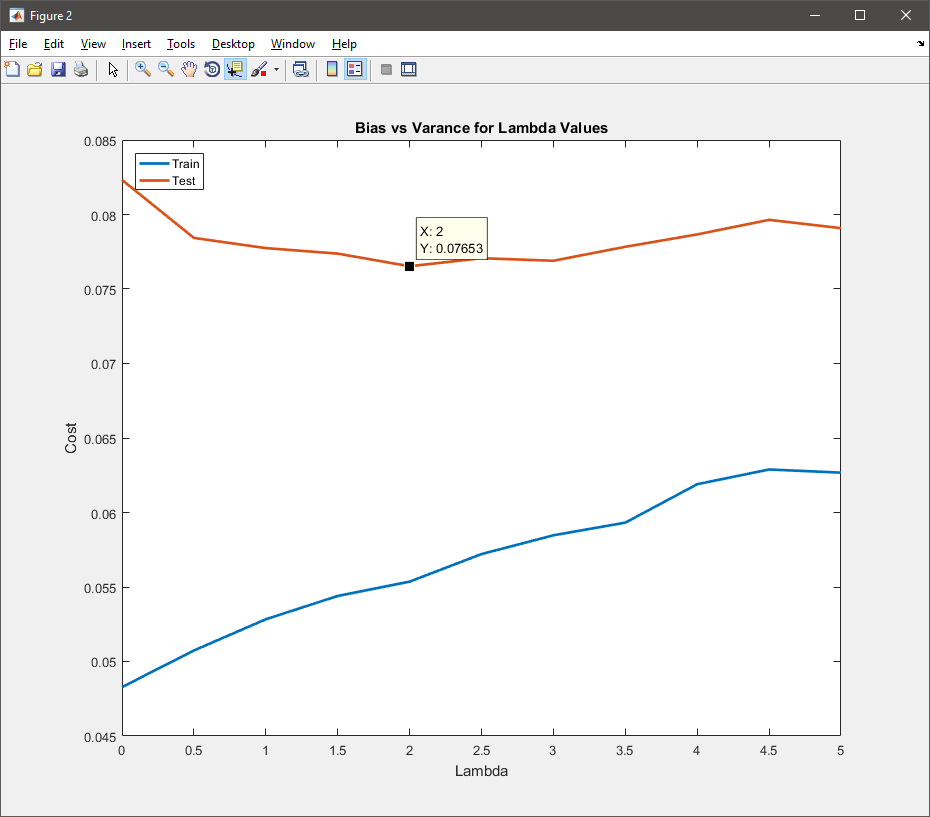 Figure 2
File Edit View Insert Tools Desktop Window Help
Bias vs Varance for Lambda Values
0.085
Train
Test
0.08
X: 2
Y: 0.07653
0.075
0.07
0.065
Cost
0.06
0.055
0.05
0.045
0 0.5 1 1.5 2 2.5 3 3.5 4 4.5 5
Lambda